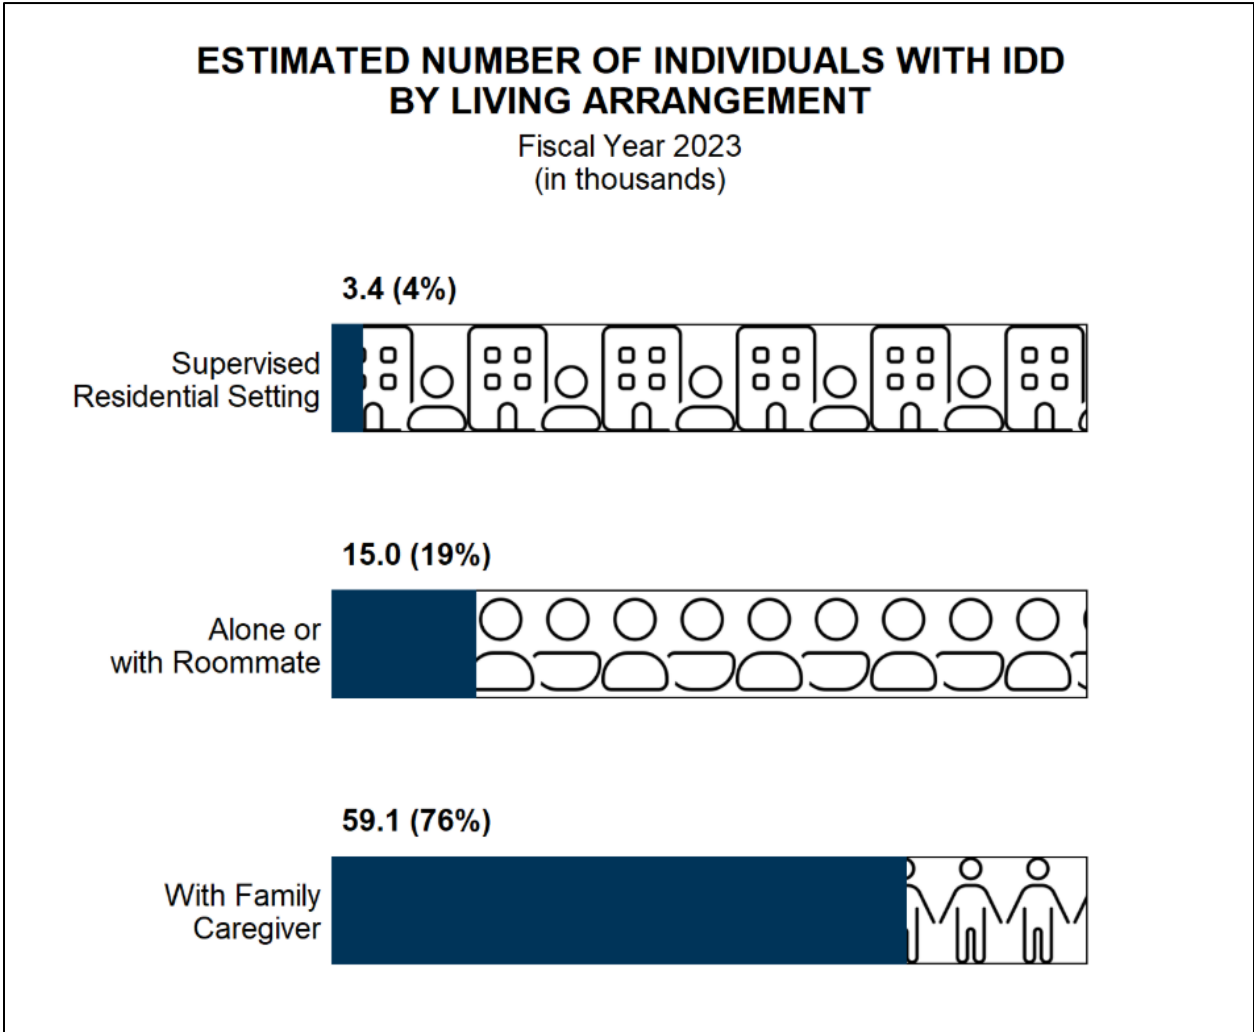 ESTIMATED NUMBER OF INDIVIDUALS WITH IDD
BY LIVING ARRANGEMENT
Fiscal Year 2023
(in thousands)
3.4 (4%)
Supervised
Residential Setting
15.0 (19%)
Alone or
with Roommate
59.1 (76%)
With Family
Caregiver